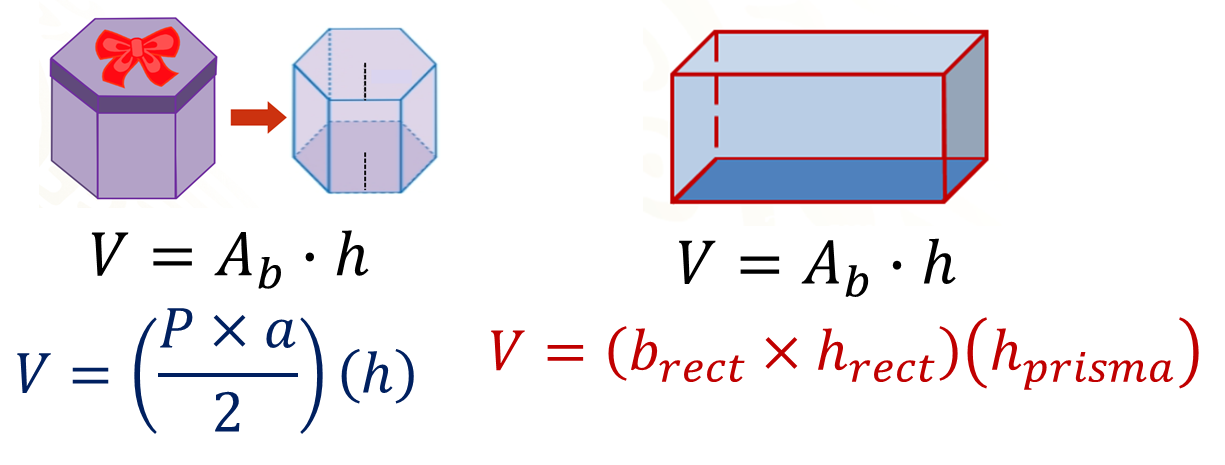 V = A_b · h
V = (P × a / 2) (h)
V = A_b · h
V = (b_rect × h_rect)(h_prisma)